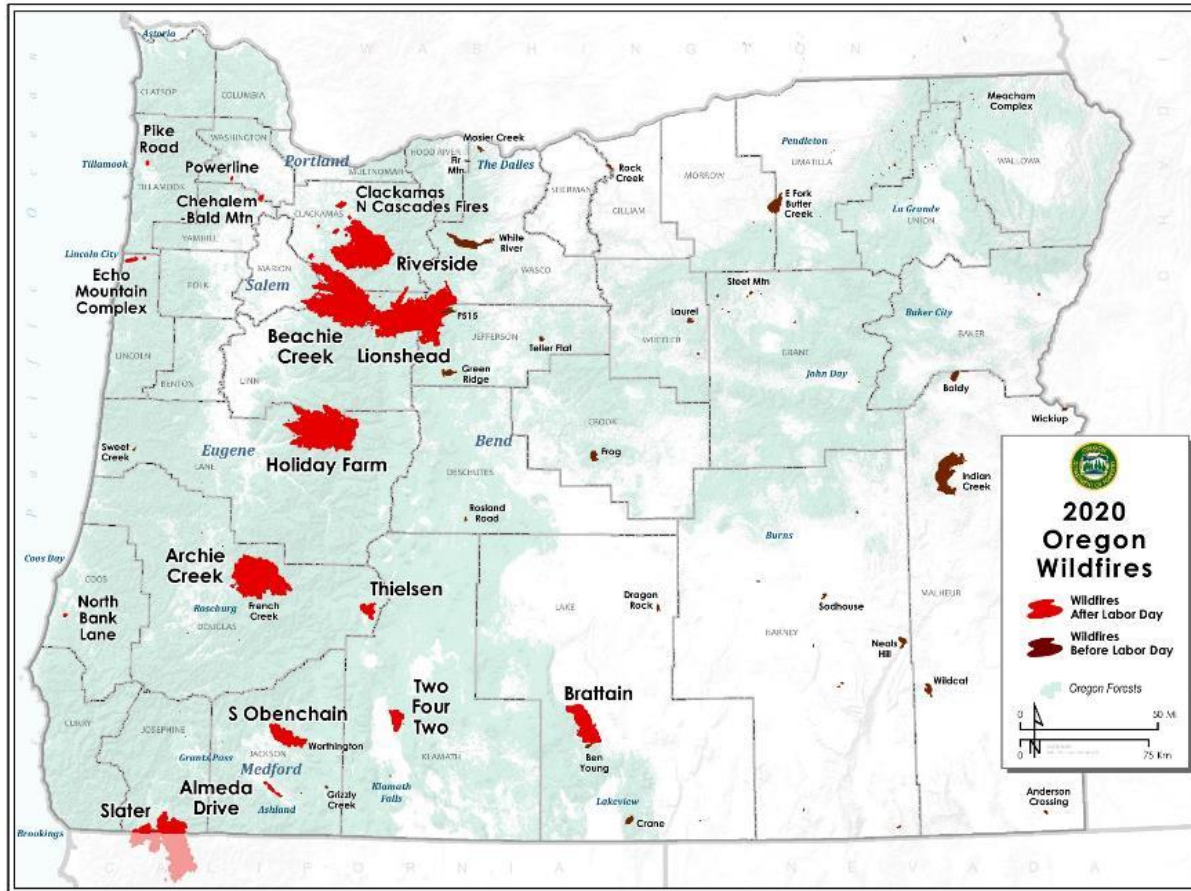 Astoria
W A S H I N G T O N
CLATSOP
COLUMBIA
Meacham
Complex
Pike
Road
WASHINGTON
Portland
HOOD RIVER
Mosier Creek
Fir
Mtn
The Dalles
Pendleton
UMATILLA
WALLOWA
Tillamook
Powerline
MULTNOMAH
Rock
Creek
MORROW
SHERMAN
GILLIAM
TILLAMOOK
Chehalem
-Bald Mtn
Clackamas
N Cascades Fires
CLACKAMAS
E Fork
Butter
Creek
La Grande
UNION
YAMHILL
White
River
Lincoln City
Riverside
MARION
WASCO
Echo
Mountain
Complex
POLK
Salem
Steet Mtn
Beachie
Creek
Lionshead
P515
JEFFERSON
Laurel
WHEELER
Baker City
BAKER
LINCOLN
Teller Flat
GRANT
BENTON
LINN
Green
Ridge
John Day
Baldy
Wickiup
Sweet
Creek
Eugene
LANE
Bend
CROOK
Holiday Farm
DESCHUTES
Frog
Indian
Creek
Rosland
Road
2020
Oregon
Wildfires
Archie
Creek
Burns
Coos Bay
COOS
Thielsen
LAKE
Dragon
Rock
Sodhouse
MALHEUR
Wildfires
After Labor Day
North
Bank
Lane
Roseburg
French
Creek
DOUGLAS
HARNEY
Neals
Hill
Wildfires
Before Labor Day
Wildcat
Oregon Forests
Two
Four
Two
Brattain
0 50 Mi
0 75 Km
S Obenchain
CURRY
JOSEPHINE
Worthington
KLAMATH
Ben
Young
Grants Pass
JACKSON
Medford
Almeda
Drive
Ashland
Grizzly
Creek
Klamath
Falls
Lakeview
Anderson
Crossing
Slater
Crane
Brookings
C A L I F O R N I A
N E V A D A